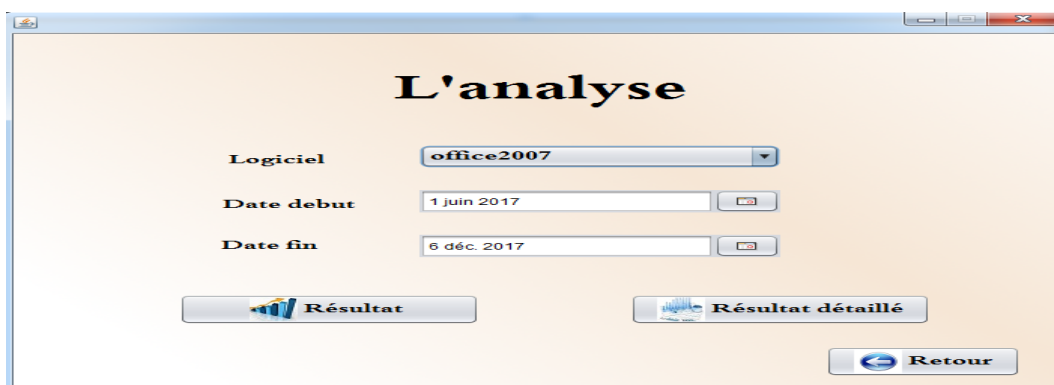 L'analyse
Logiciel office2007
Date debut 1 juin 2017
Date fin 6 déc. 2017
Résultat Résultat détaillé
Retour